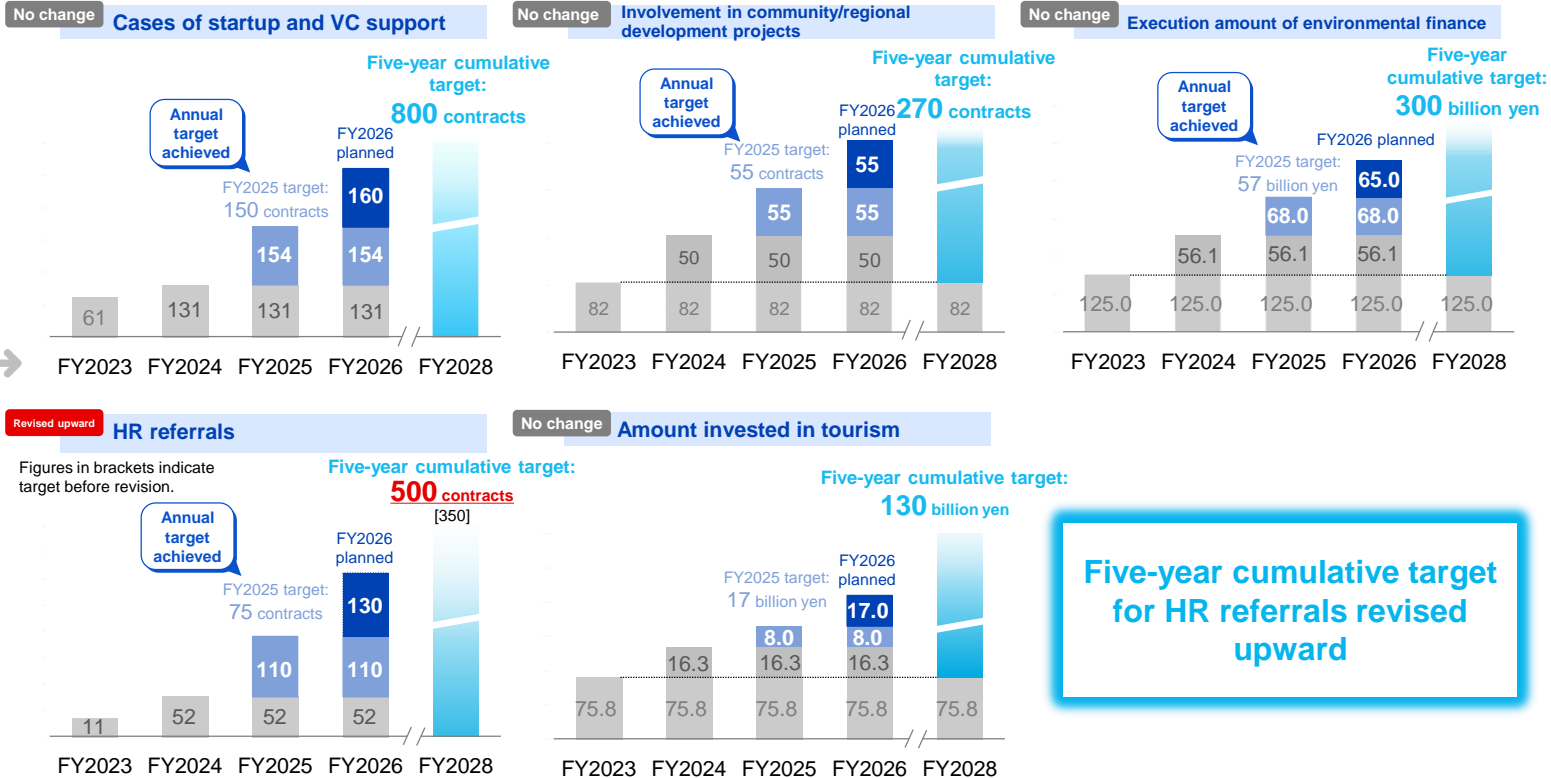 No change
Cases of startup and VC support
Five-year cumulative
target:
800 contracts
Annual
target
achieved
FY2026
planned
FY2025 target:
150 contracts
160
154
154
61
131
131
131
FY2023
FY2024
FY2025
FY2026
FY2028
No change
Involvement in community/regional
development projects
Five-year cumulative
target:
270 contracts
Annual
target
achieved
FY2026
planned
FY2025 target:
55 contracts
55
55
55
50
50
50
82
82
82
82
82
FY2023
FY2024
FY2025
FY2026
FY2028
No change
Execution amount of environmental finance
Five-year
cumulative target:
300 billion yen
Annual
target
achieved
FY2026 planned
FY2025 target:
57 billion yen
65.0
68.0
68.0
56.1
56.1
56.1
125.0
125.0
125.0
125.0
125.0
FY2023
FY2024
FY2025
FY2026
FY2028
Revised upward
HR referrals
Figures in brackets indicate
target before revision.
Five-year cumulative target:
500 contracts
[350]
Annual
target
achieved
FY2026
planned
FY2025 target:
75 contracts
130
110
110
11
52
52
52
FY2023
FY2024
FY2025
FY2026
FY2028
No change
Amount invested in tourism
Five-year cumulative target:
130 billion yen
FY2026
planned
FY2025 target:
17 billion yen
17.0
8.0
8.0
16.3
16.3
16.3
75.8
75.8
75.8
75.8
75.8
FY2023
FY2024
FY2025
FY2026
FY2028
Five-year cumulative target
for HR referrals revised
upward